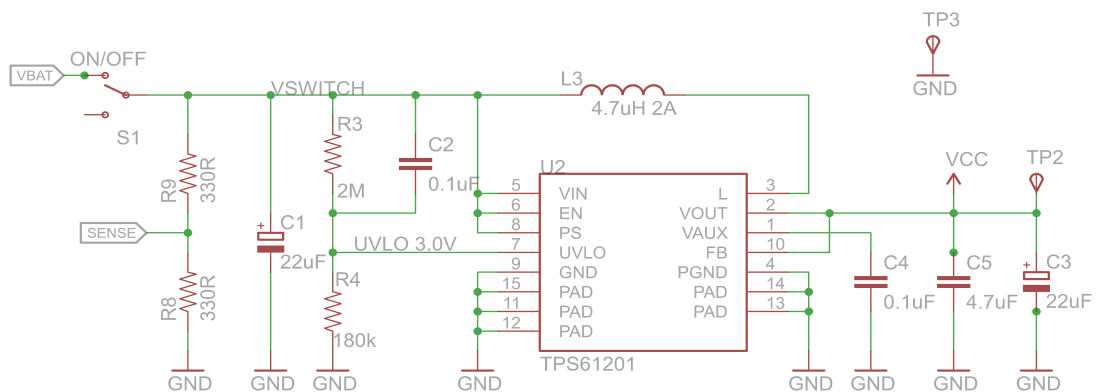 TP3
GND
ON/OFF
VBAT
S1
VSWITCH
L3
4.7uH 2A
R3
2M
C2
0.1uF
R9
330R
SENSE
R8
330R
C1
+
22uF
UVLO 3.0V
R4
180k
U2
5 VIN L 3
6 EN VOUT 2
8 PS VAUX 1
7 UVLO FB 10
9 GND PGND 4
15 PAD PAD 14
11 PAD PAD 13
12 PAD
TPS61201
VCC
TP2
C4
0.1uF
C5
4.7uF
+
C3
22uF
GND GND GND GND GND GND GND GND